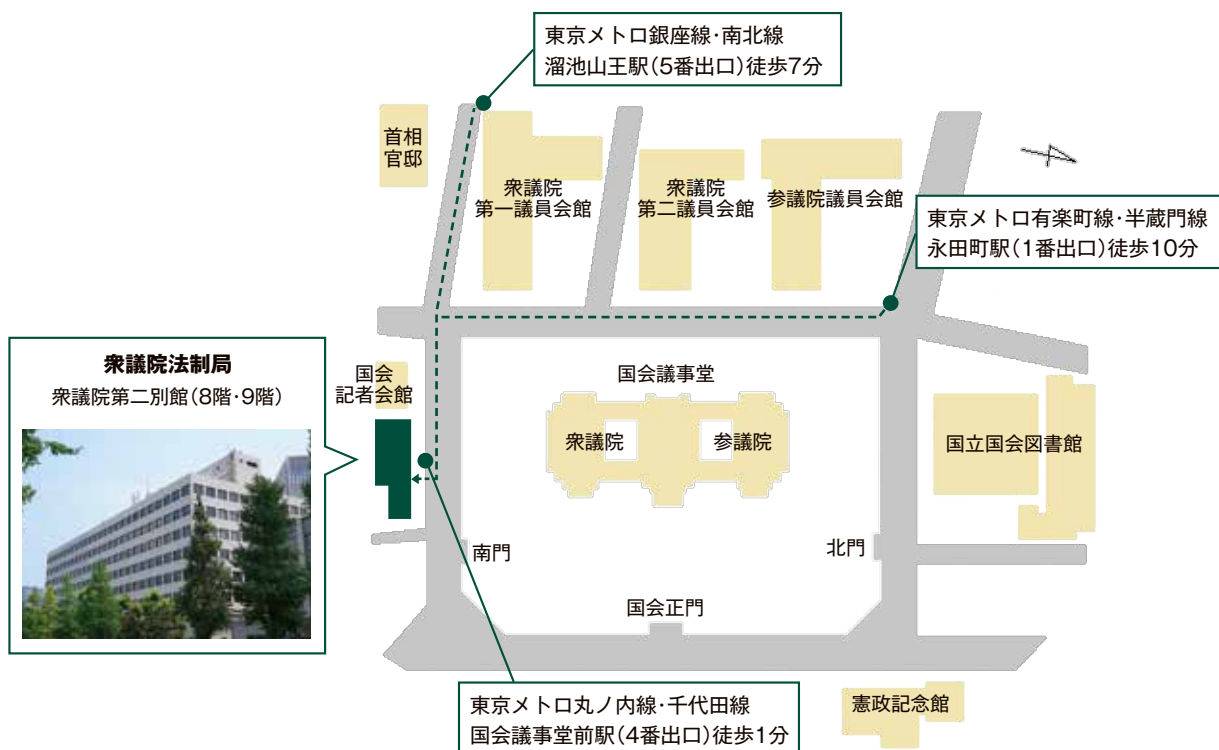 東京メトロ銀座線・南北線
溜池山王駅（5番出口）徒歩7分
首相
官邸
衆議院
第一議員会館
衆議院
第二議員会館
参議院議員会館
東京メトロ有楽町線・半蔵門線
永田町駅（1番出口）徒歩10分
衆議院法制局
衆議院第二別館（8階・9階）
国会
記者会館
国会議事堂
衆議院
参議院
国立国会図書館
南門
北門
国会正門
東京メトロ丸ノ内線・千代田線
国会議事堂前駅（4番出口）徒歩1分
憲政記念館